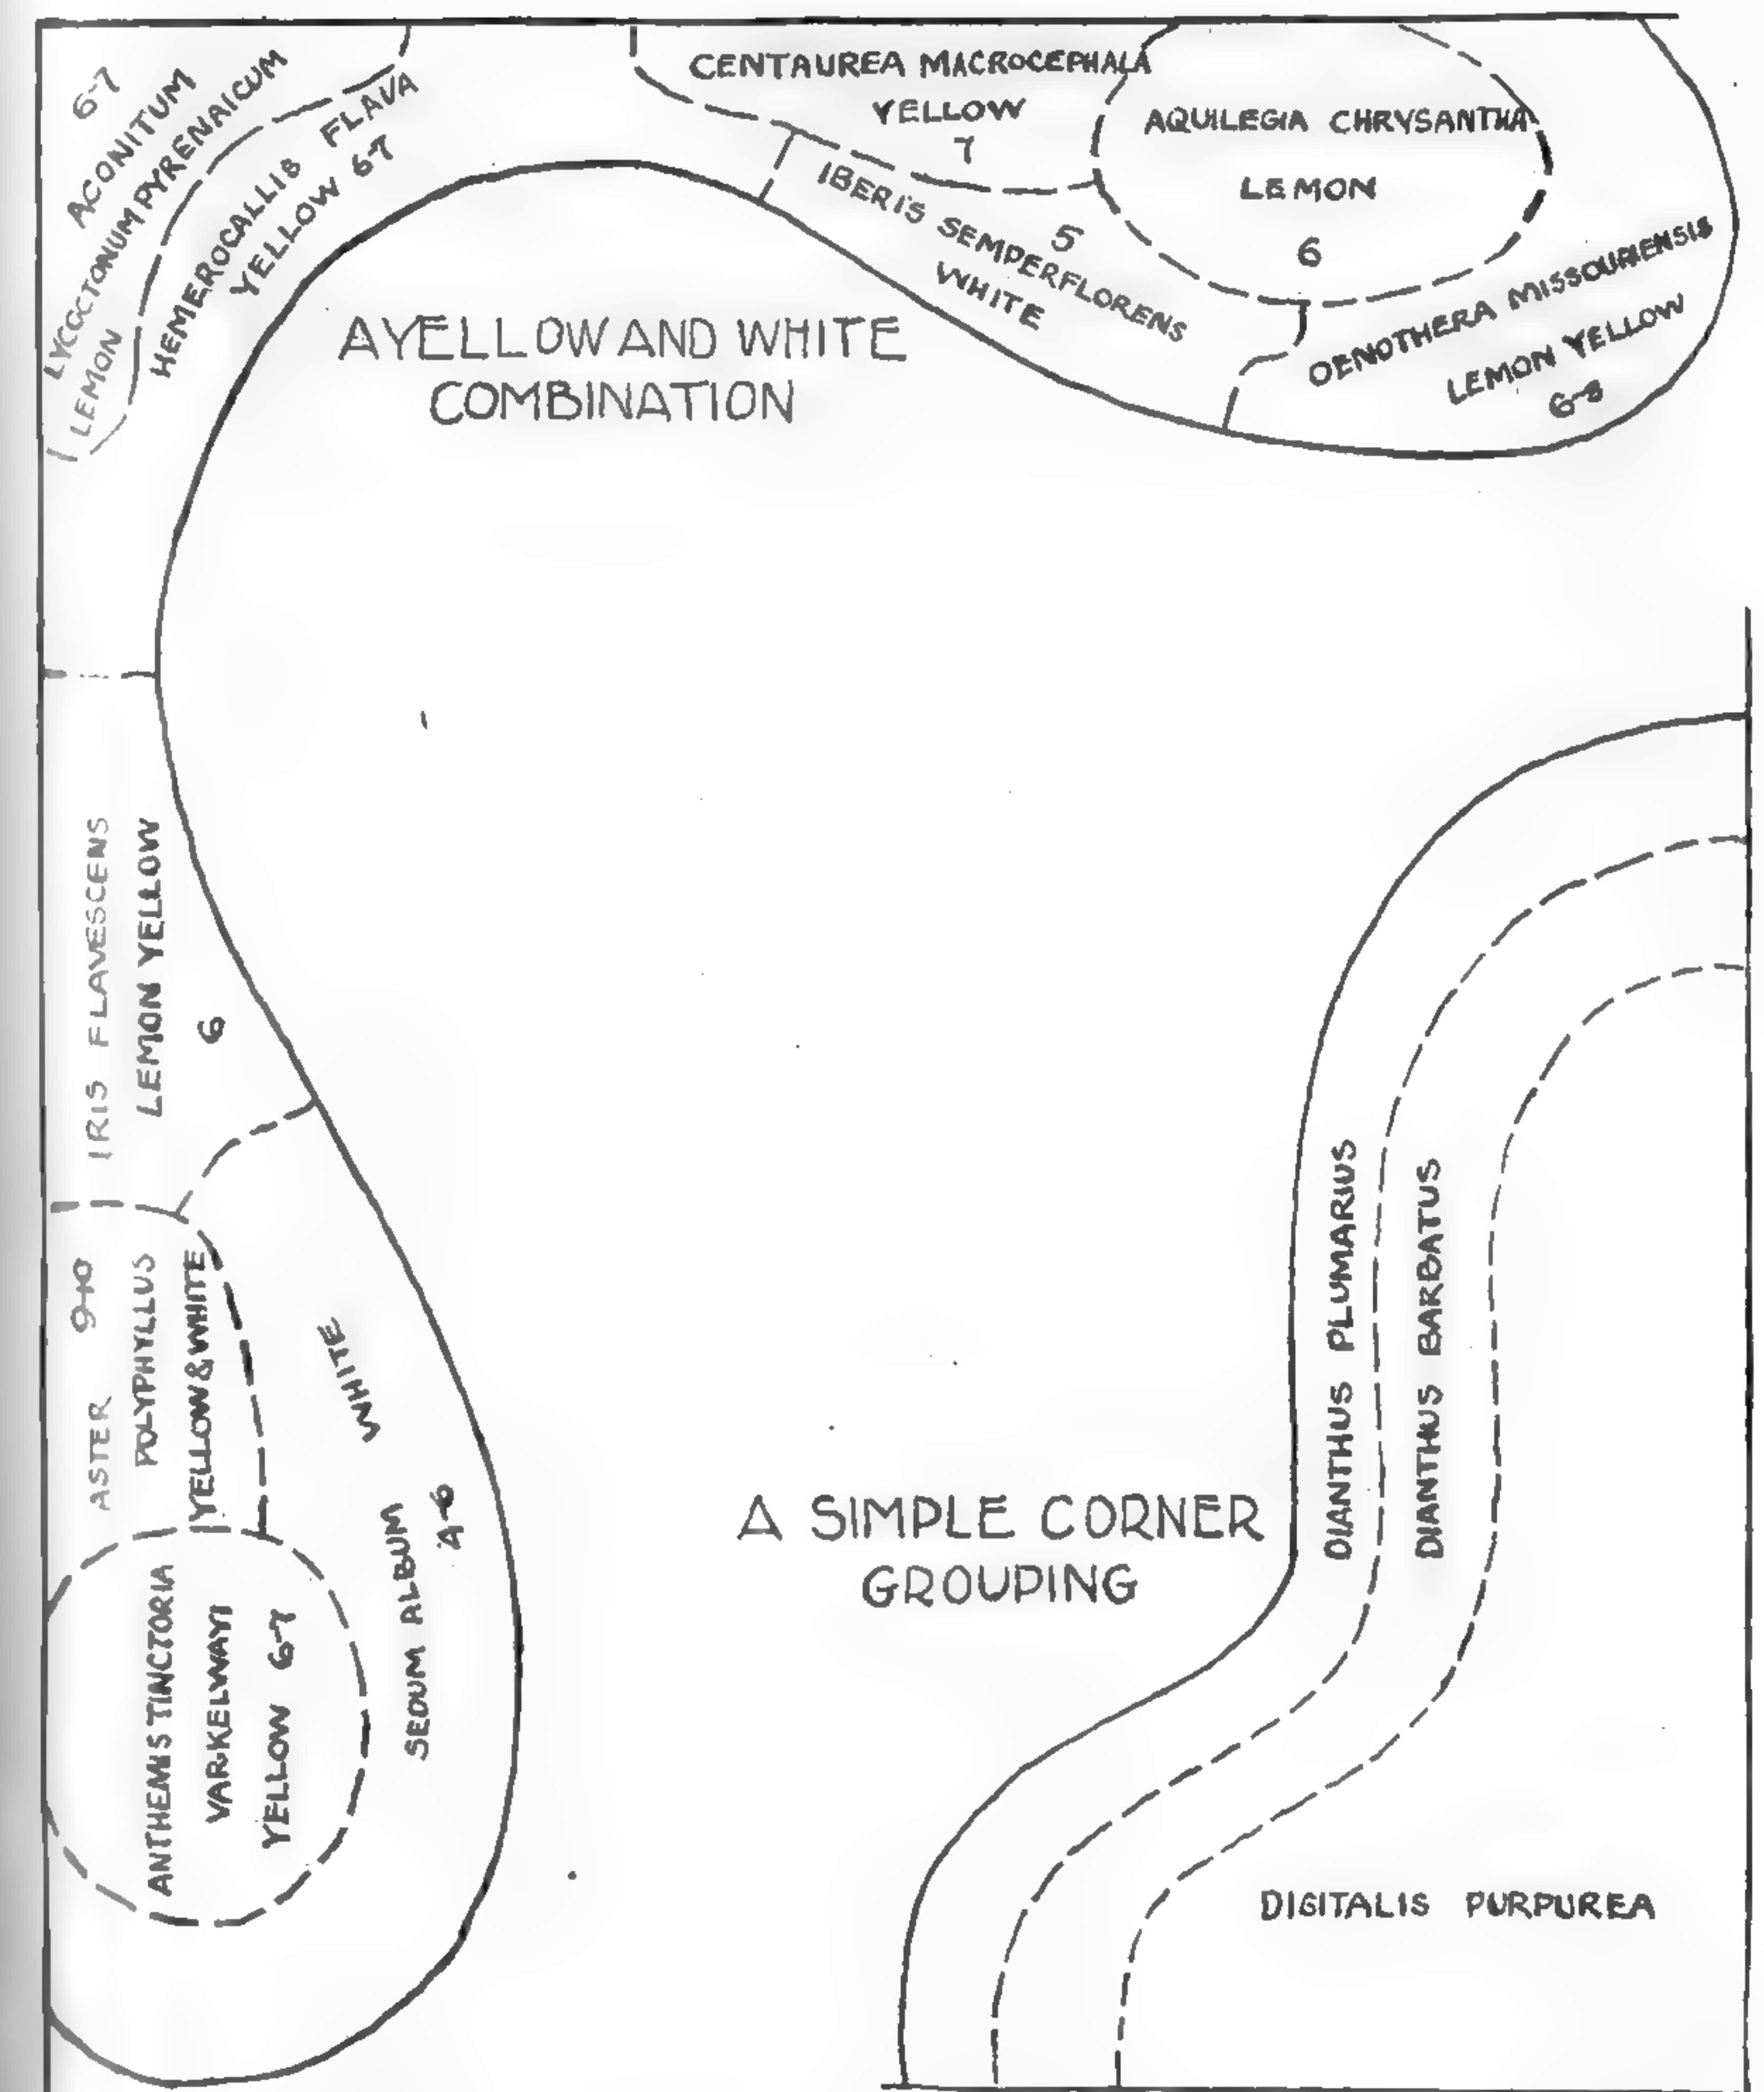 6-7
ACONITUM
LYCOCTONUM PYRENAICUM
LEMON
HEMEROCALLIS FLAVA
YELLOW 6-7
CENTAUREA MACROCEPHALA
YELLOW
7
AQUILEGIA CHRYSANTHA
LEMON
6
IBERIS SEMPERFLORENS
5
WHITE
OENOTHERA MISSOURIENSIS
LEMON YELLOW
6-8
A YELLOW AND WHITE
COMBINATION
IRIS FLAVESCENS
LEMON YELLOW
6
ASTER 9-10
POLYPHYLLUS
YELLOW & WHITE
WHITE
SEDUM ALBUM
4-6
ANTHEMIS TINCTORIA
VAR KELWAYI
YELLOW 6-7
A SIMPLE CORNER
GROUPING
DIANTHUS PLUMARIUS
DIANTHUS BARBATUS
DIGITALIS PURPUREA